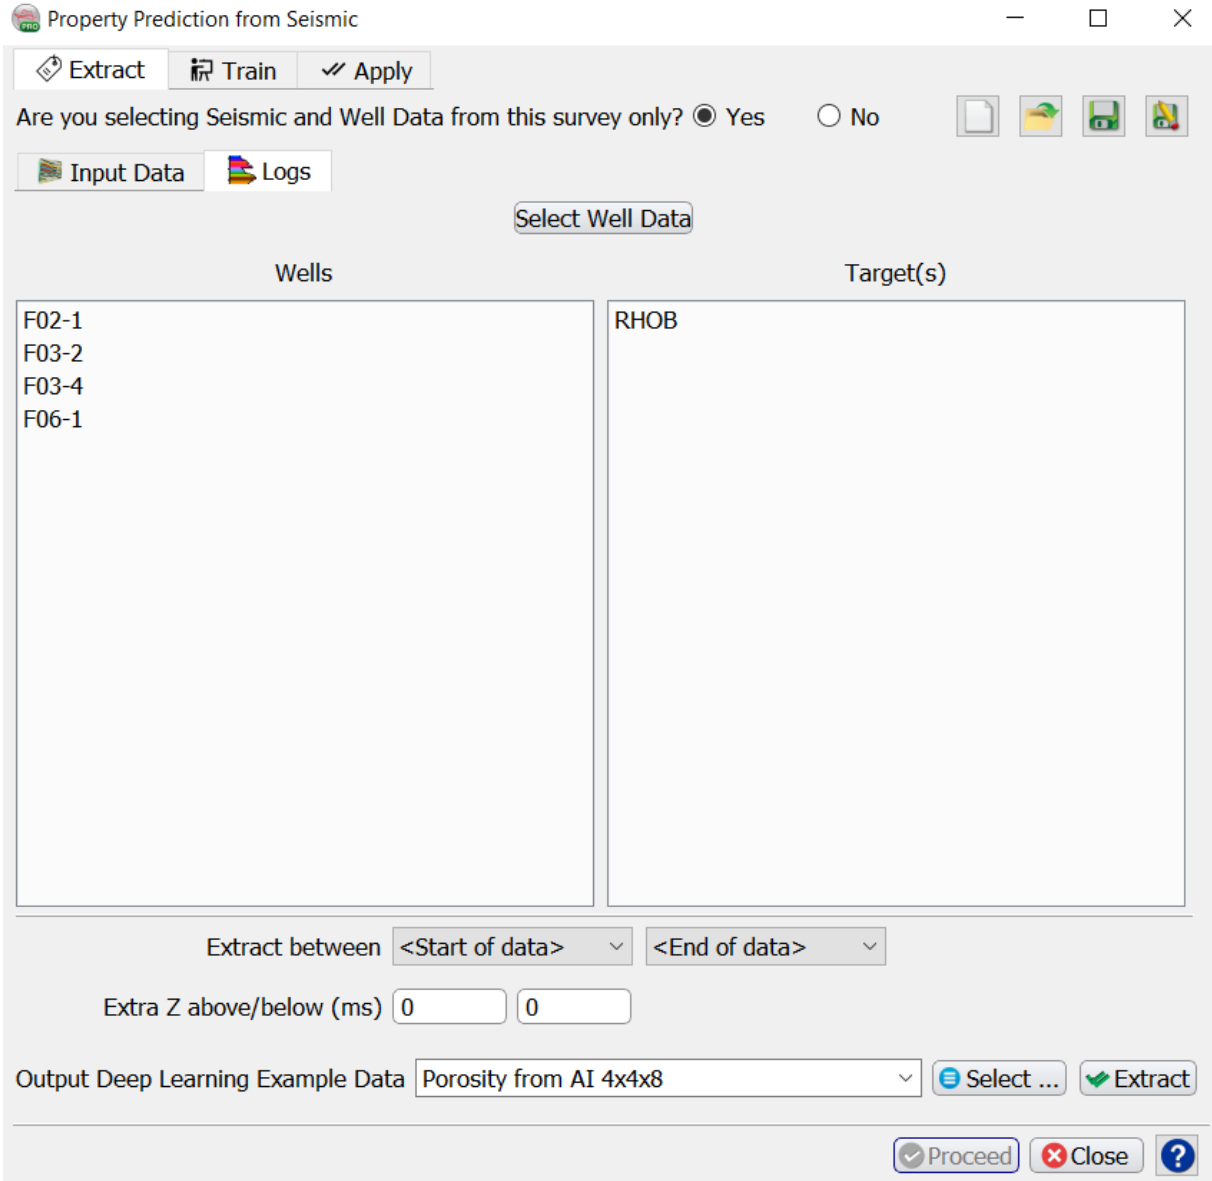 Property Prediction from Seismic
Extract Train Apply
Are you selecting Seismic and Well Data from this survey only? Yes No
Input Data Logs
Select Well Data
Wells Target(s)
F02-1 RHOB
F03-2
F03-4
F06-1
Extract between <Start of data> <End of data>
Extra Z above/below (ms) 0 0
Output Deep Learning Example Data Porosity from AI 4x4x8 Select ... Extract
Proceed Close ?